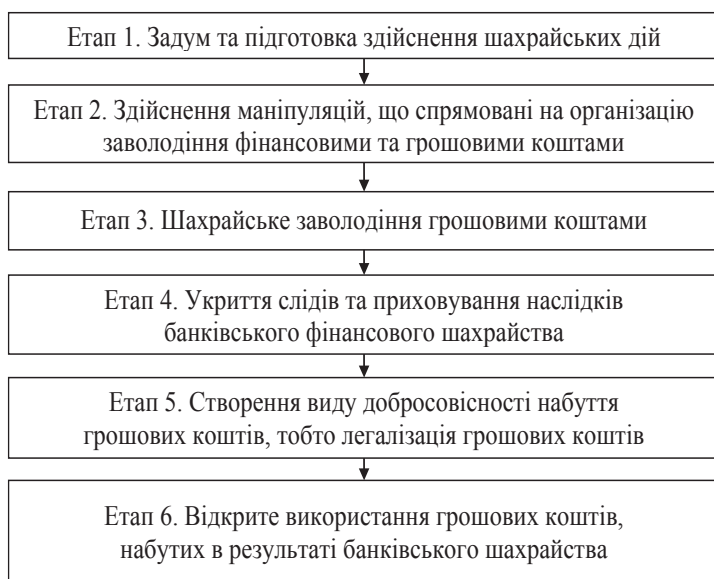 Етап 1. Задум та підготовка здійснення шахрайських дій
Етап 2. Здійснення маніпуляцій, що спрямовані на організацію
заволодіння фінансовими та грошовими коштами
Етап 3. Шахрайське заволодіння грошовими коштами
Етап 4. Укриття слідів та приховування наслідків
банківського фінансового шахрайства
Етап 5. Створення виду добросовісності набуття
грошових коштів, тобто легалізація грошових коштів
Етап 6. Відкрите використання грошових коштів,
набутих в результаті банківського шахрайства